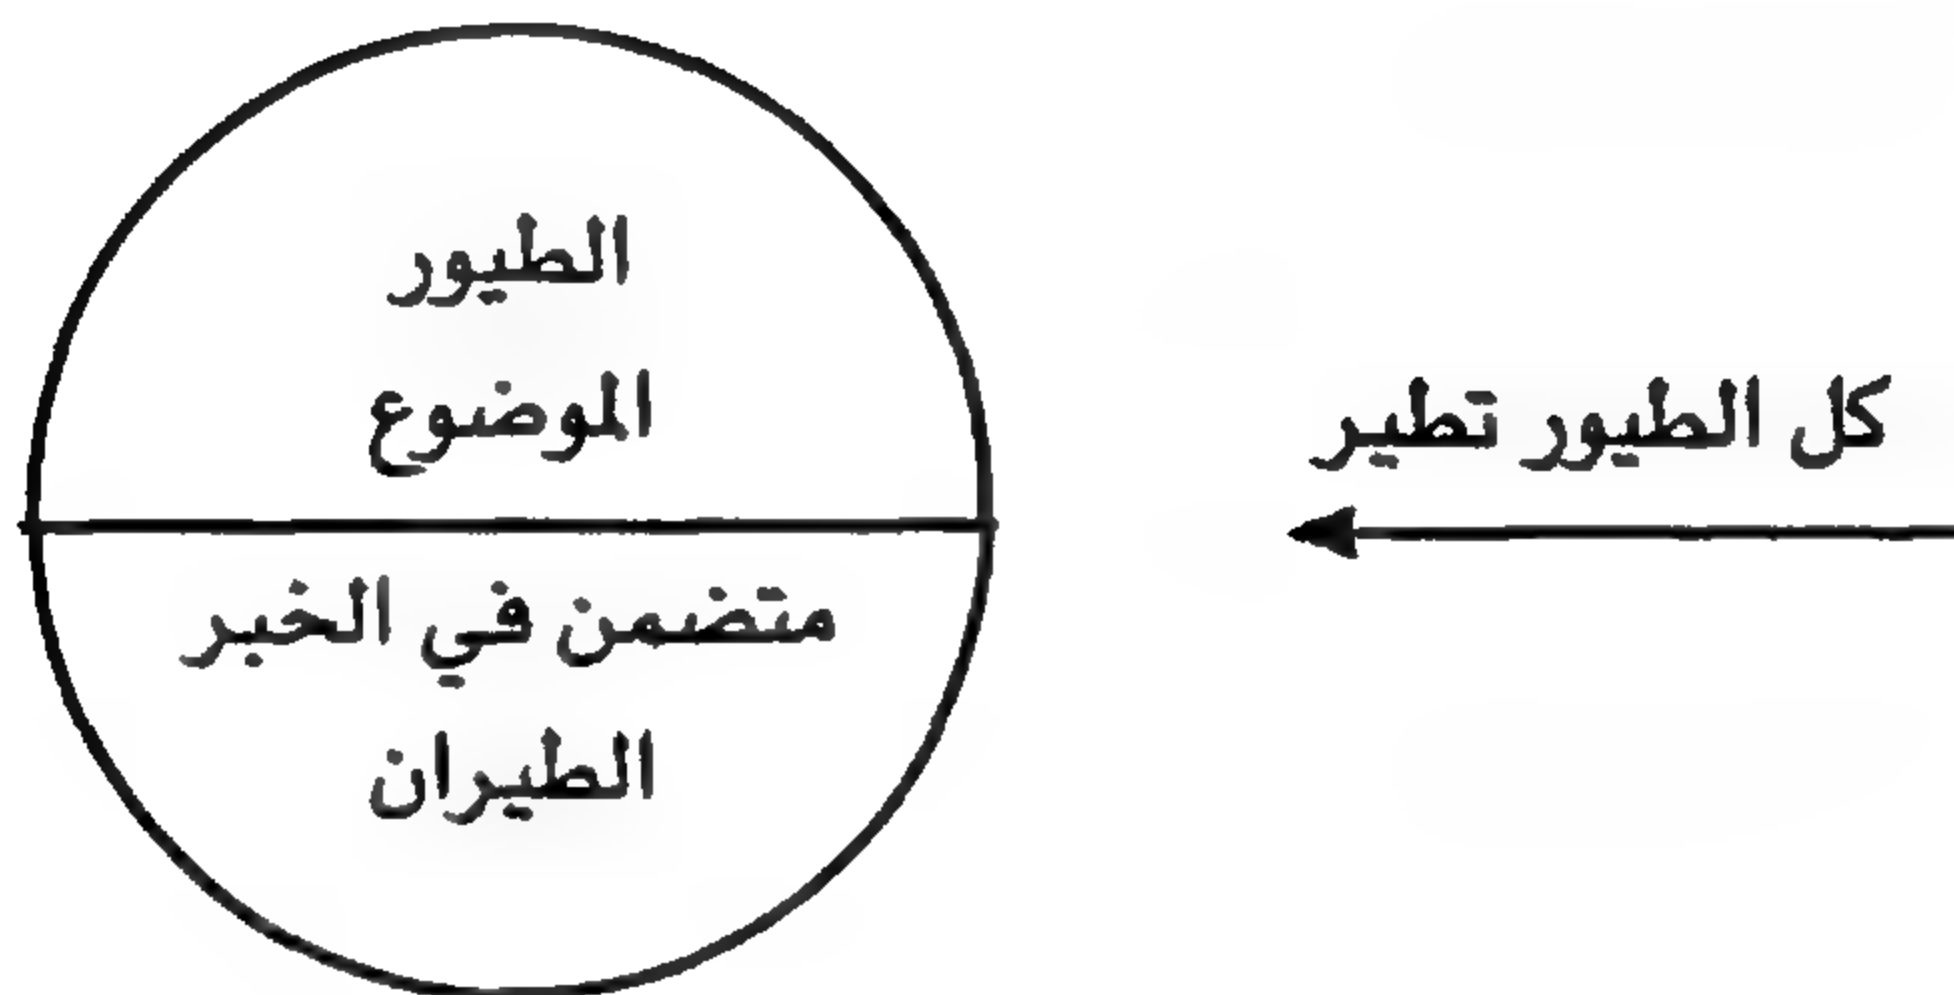 كل الطيور تطير
الطيور
الموضوع
متضمن في الخبر
الطيران